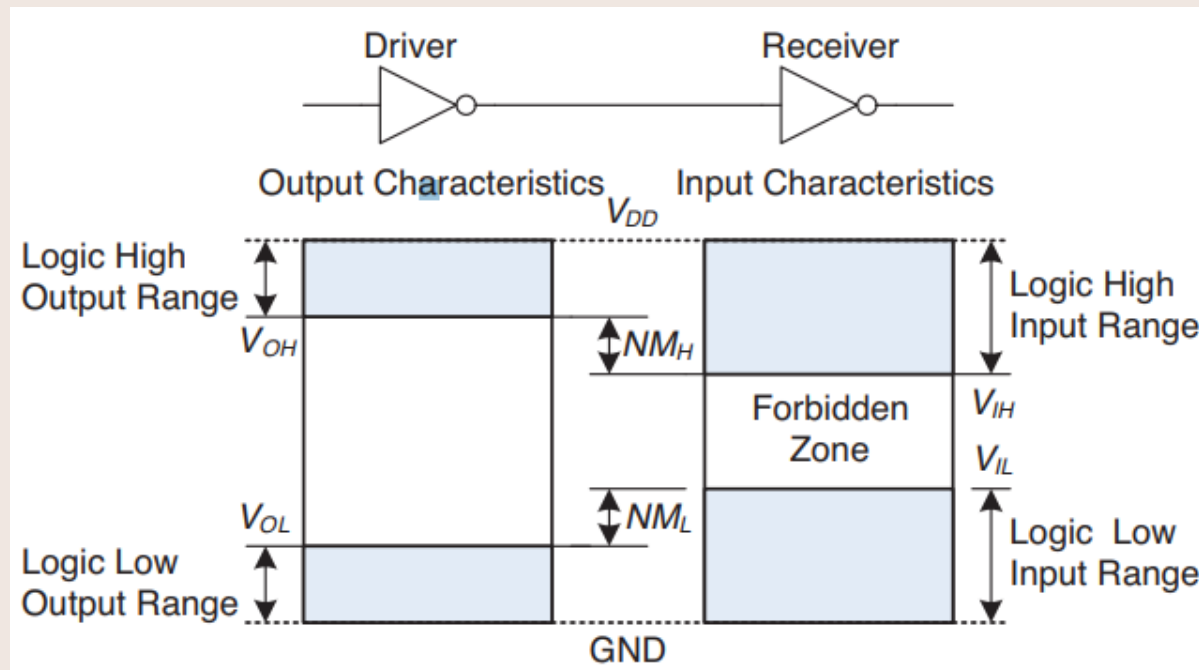 Driver
Receiver
Output Characteristics
Input Characteristics
VDD
Logic High
Output Range
Logic High
Input Range
VOH
NMH
Forbidden
Zone
VIH
VIL
VOL
NML
Logic Low
Output Range
Logic Low
Input Range
GND